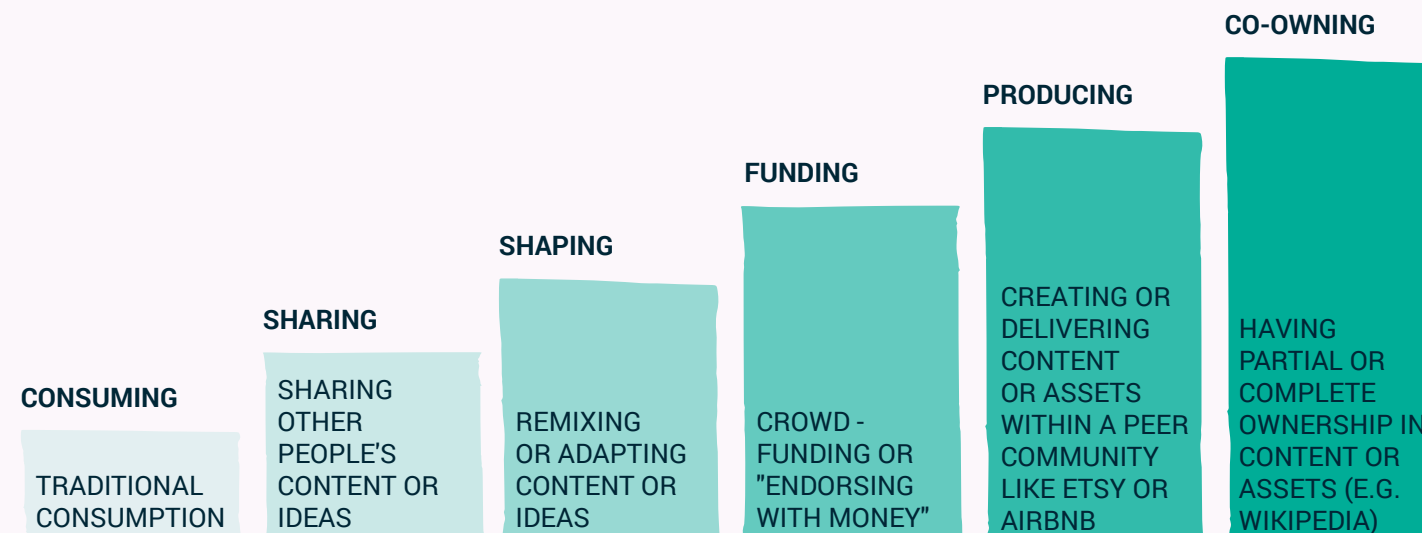 CONSUMING
TRADITIONAL
CONSUMPTION
SHARING
SHARING
OTHER
PEOPLE'S
CONTENT OR
IDEAS
SHAPING
REMIXING
OR ADAPTING
CONTENT OR
IDEAS
FUNDING
CROWD -
FUNDING OR
"ENDORSING
WITH MONEY"
PRODUCING
CREATING OR
DELIVERING
CONTENT
OR ASSETS
WITHIN A PEER
COMMUNITY
LIKE ETSY OR
AIRBNB
CO-OWNING
HAVING
PARTIAL OR
COMPLETE
OWNERSHIP IN
CONTENT OR
ASSETS (E.G.
WIKIPEDIA)